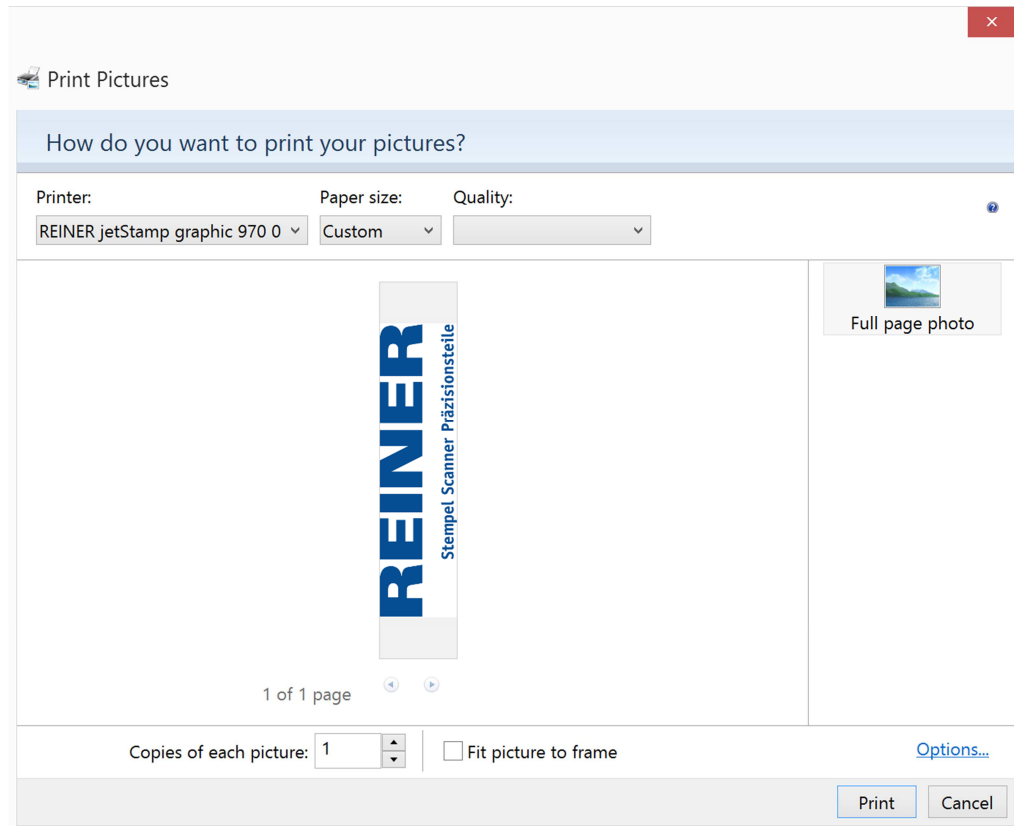 Print Pictures
How do you want to print your pictures?
Printer:
Paper size:
Quality:
REINER jetStamp graphic 970 0
Custom
Full page photo
REINER
Stempel Scanner Präzisionsteile
1 of 1 page
Copies of each picture:
1
Fit picture to frame
Options...
Print
Cancel